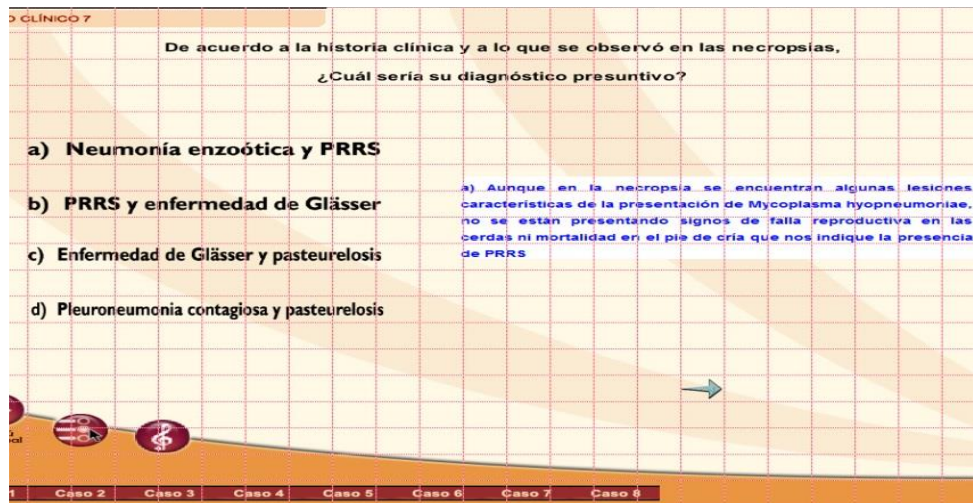 O CLÍNICO 7
De acuerdo a la historia clínica y a lo que se observó en las necropsias,
¿Cuál sería su diagnóstico presuntivo?
a) Neumonía enzoótica y PRRS
b) PRRS y enfermedad de Glässer
c) Enfermedad de Glässer y pasteurelosis
d) Pleuroneumonia contagiosa y pasteurelosis
a) Aunque en la necropsia se encuentran algunas lesiones
características de la presentación de Mycoplasma hyopneumoniae,
no se están presentando signos de falla reproductiva en las
cerdas ni mortalidad en el pie de cría que nos indique la presencia
de PRRS
1 Caso 2 Caso 3 Caso 4 Caso 5 Caso 6 Caso 7 Caso 8